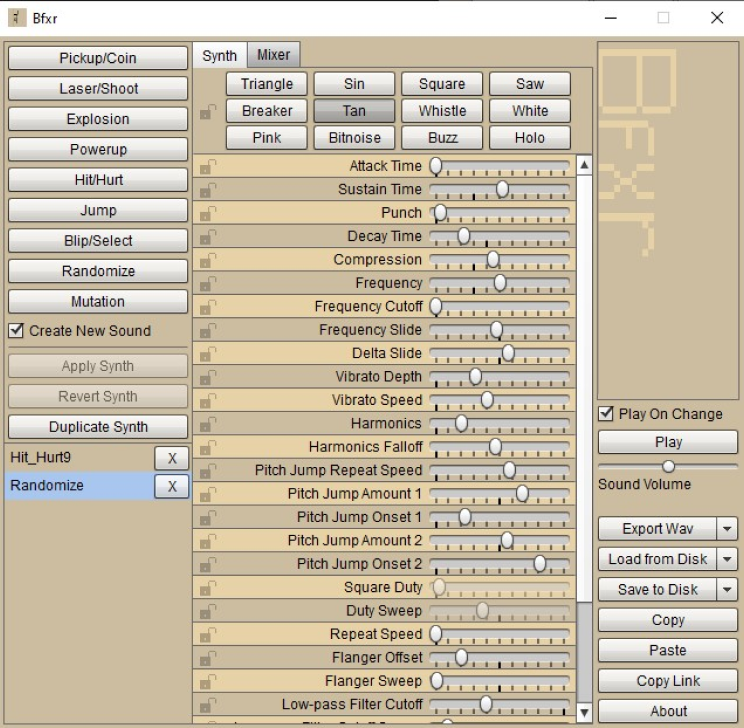 Bfxr
Pickup/Coin
Laser/Shoot
Explosion
Powerup
Hit/Hurt
Jump
Blip/Select
Randomize
Mutation
Create New Sound
Apply Synth
Revert Synth
Duplicate Synth
Hit_Hurt9 X
Randomize X
Synth Mixer
Triangle Sin Square Saw
Breaker Tan Whistle White
Pink Bitnoise Buzz Holo
Attack Time
Sustain Time
Punch
Decay Time
Compression
Frequency
Frequency Cutoff
Frequency Slide
Delta Slide
Vibrato Depth
Vibrato Speed
Harmonics
Harmonics Falloff
Pitch Jump Repeat Speed
Pitch Jump Amount 1
Pitch Jump Onset 1
Pitch Jump Amount 2
Pitch Jump Onset 2
Square Duty
Duty Sweep
Repeat Speed
Flanger Offset
Flanger Sweep
Low-pass Filter Cutoff
Bfxr
Play On Change
Play
Sound Volume
Export Wav
Load from Disk
Save to Disk
Copy
Paste
Copy Link
About